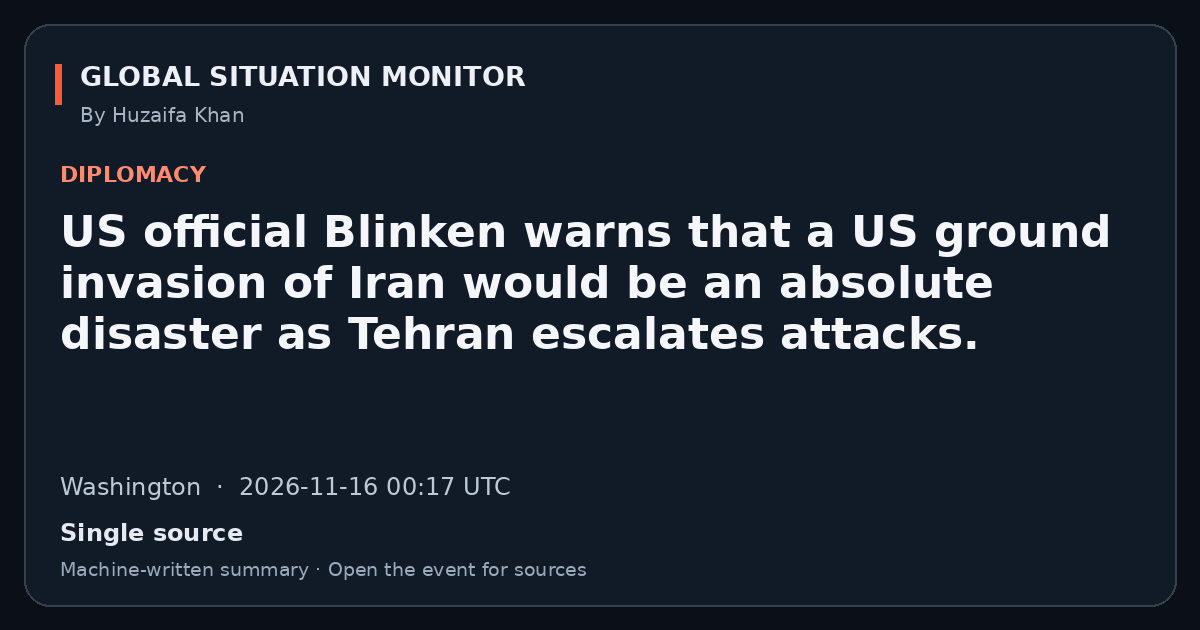 GLOBAL SITUATION MONITOR
By Huzaifa Khan
DIPLOMACY
US official Blinken warns that a US ground
invasion of Iran would be an absolute
disaster as Tehran escalates attacks.
Washington · 2026-11-16 00:17 UTC
Single source
Machine-written summary · Open the event for sources